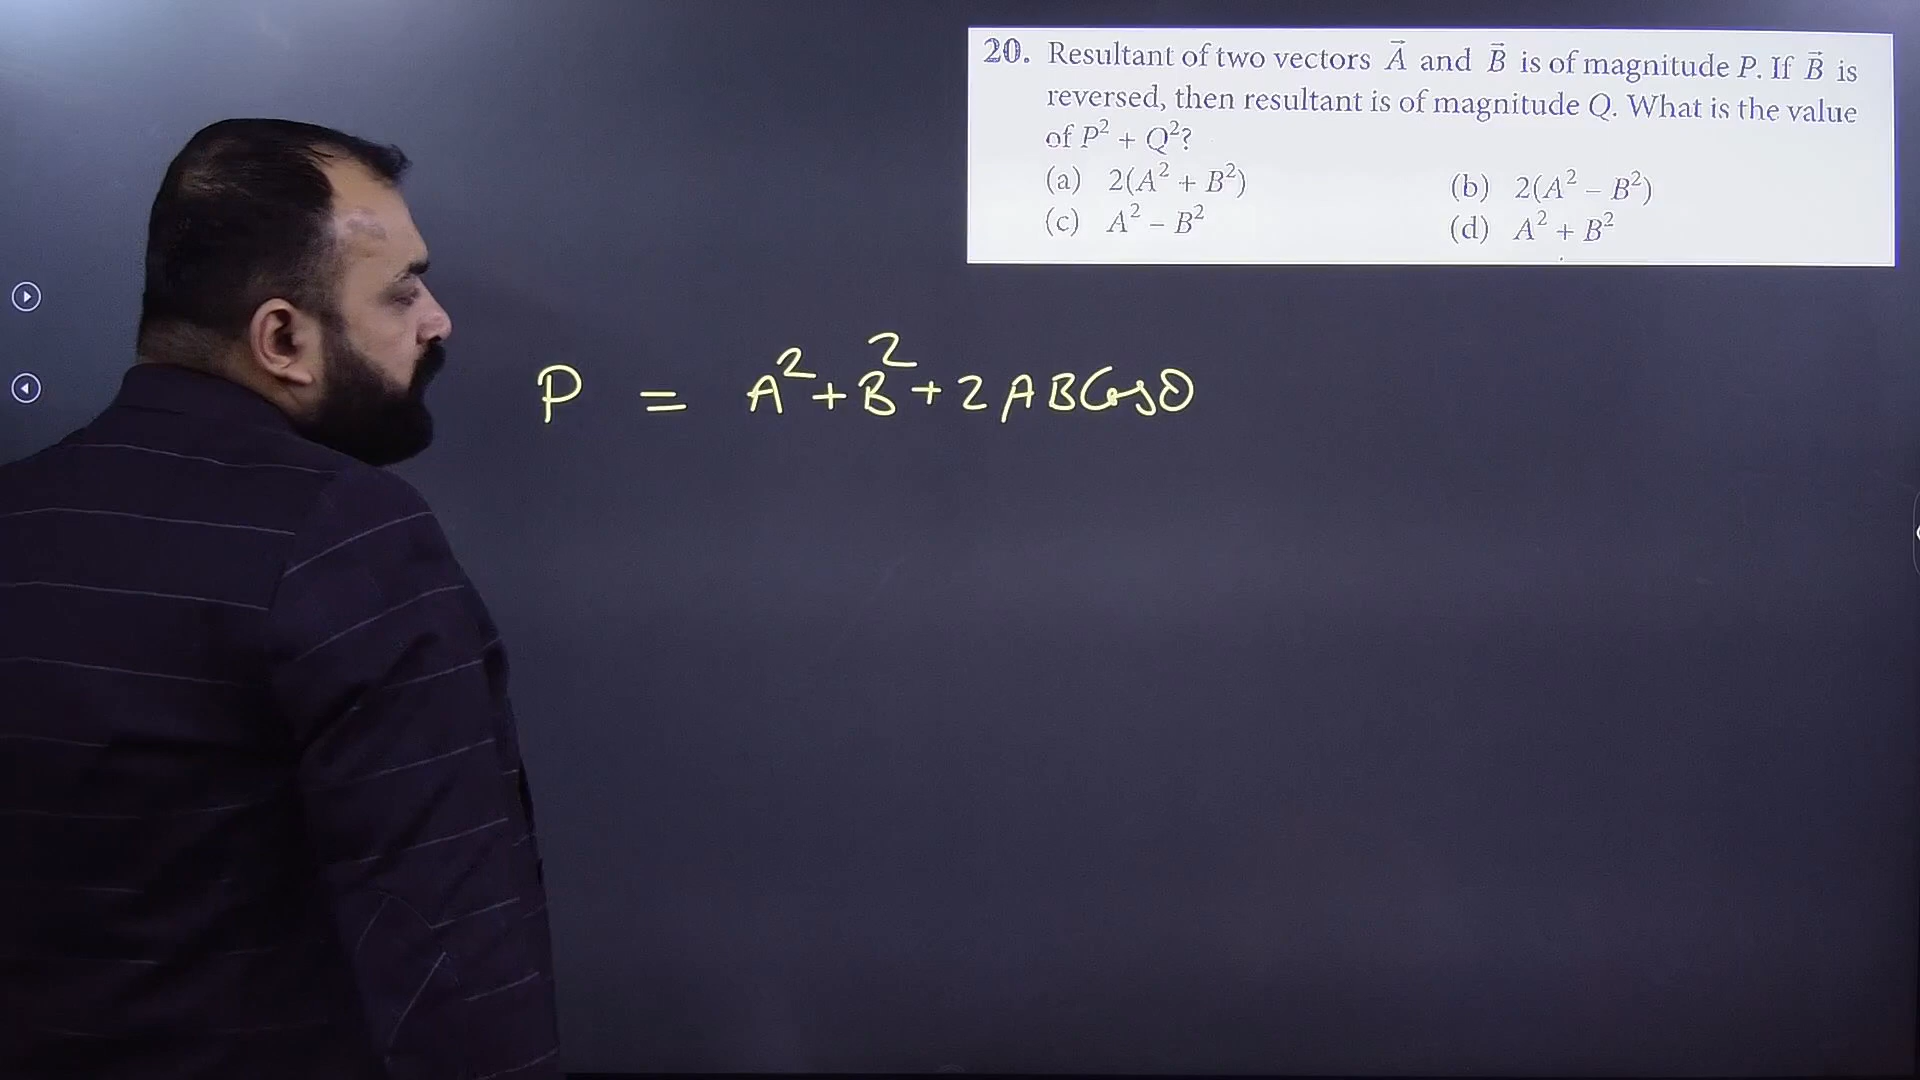 20. Resultant of two vectors A⃗ and B⃗ is of magnitude P. If B⃗ is
reversed, then resultant is of magnitude Q. What is the value
of P² + Q²?
(a) 2(A² + B²) (b) 2(A² – B²)
(c) A² – B² (d) A² + B²
P = A² + B² + 2ABCosθ